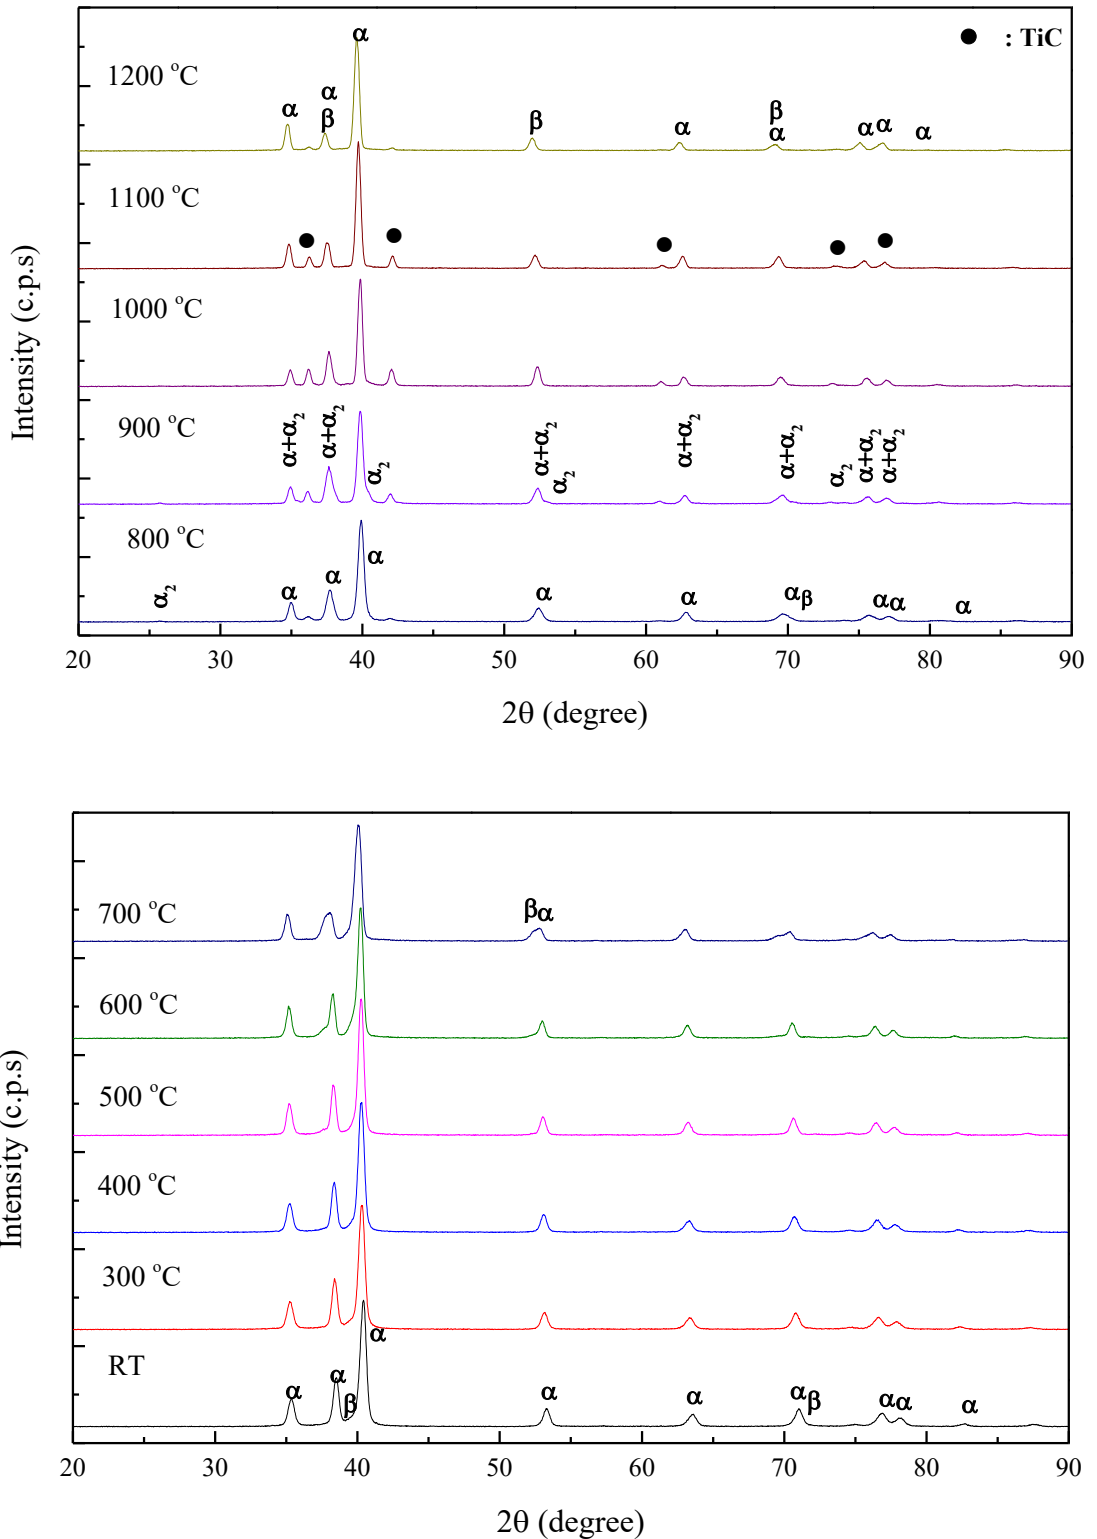 α
● : TiC
1200 °C
α
α
β
β
α
β
α
α
α
α
1100 °C
● ● ● ● ●
1000 °C
900 °C
α+α₂
α+α₂
α₂
α+α₂
α₂
α+α₂
α+α₂
α₂
α+α₂
α+α₂
800 °C
α₂
α
α
α
α
α
αβ
αα
α
20 30 40 50 60 70 80 90
2θ (degree)
Intensity (c.p.s)
700 °C
βα
600 °C
500 °C
400 °C
300 °C
RT
α
α
β
α
α
α
αβ
αα
α
20 30 40 50 60 70 80 90
2θ (degree)
Intensity (c.p.s)